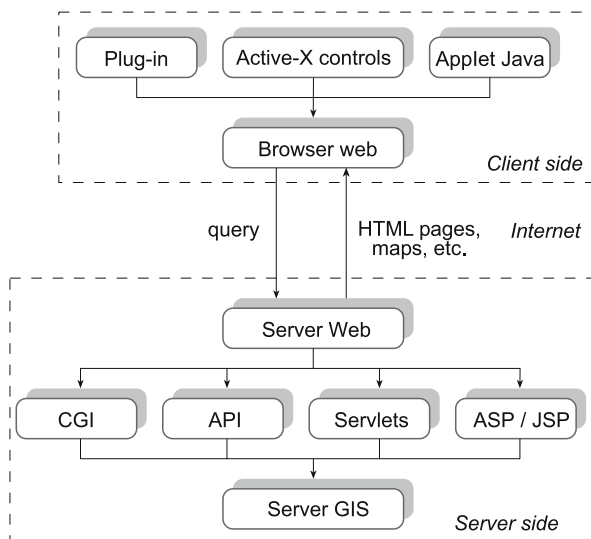 Plug-in
Active-X controls
Applet Java
Browser web
Client side
query
HTML pages,
maps, etc.
Internet
Server Web
CGI
API
Servlets
ASP / JSP
Server GIS
Server side